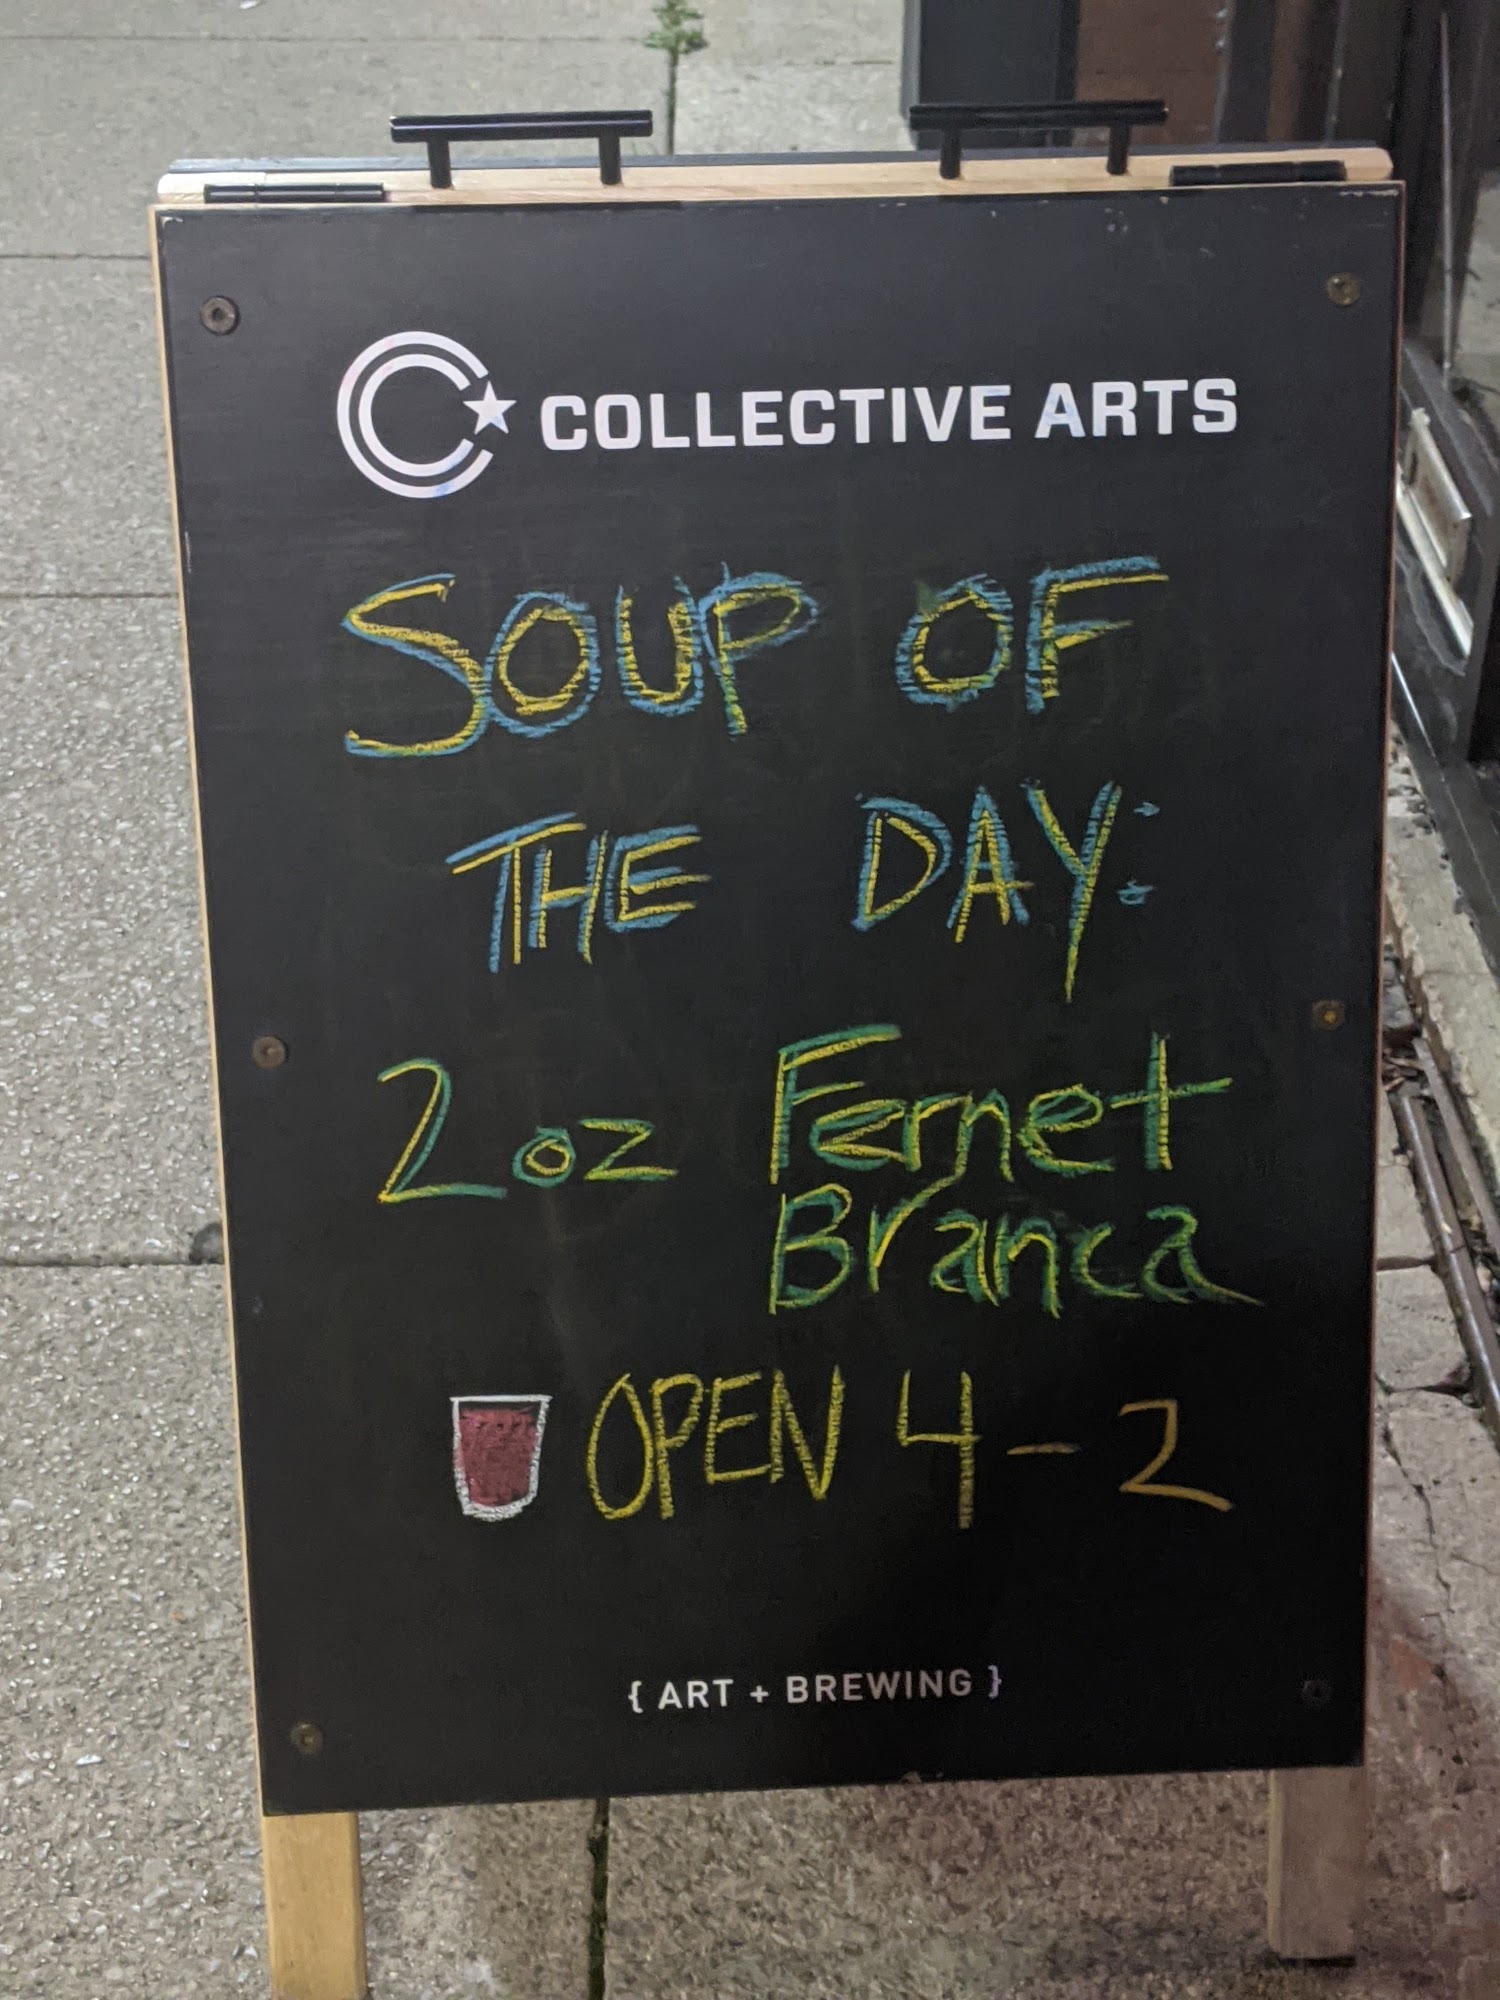 COLLECTIVE ARTS
SOUP OF
THE DAY:
2oz Fernet
Branca
OPEN 4-2
{ ART + BREWING }